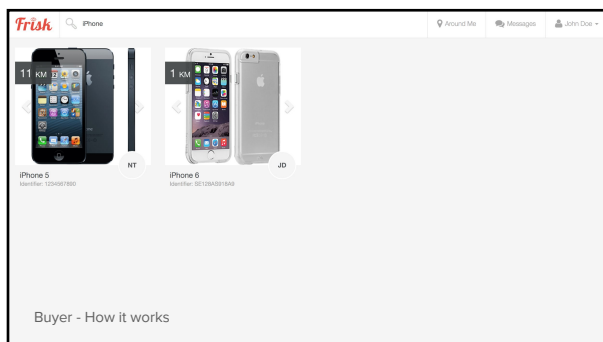 Frisk
iPhone
Around Me
Messages
John Doe
11 KM
1 KM
NT
JD
iPhone 5
Identifier: 1234567890
iPhone 6
Buyer - How it works